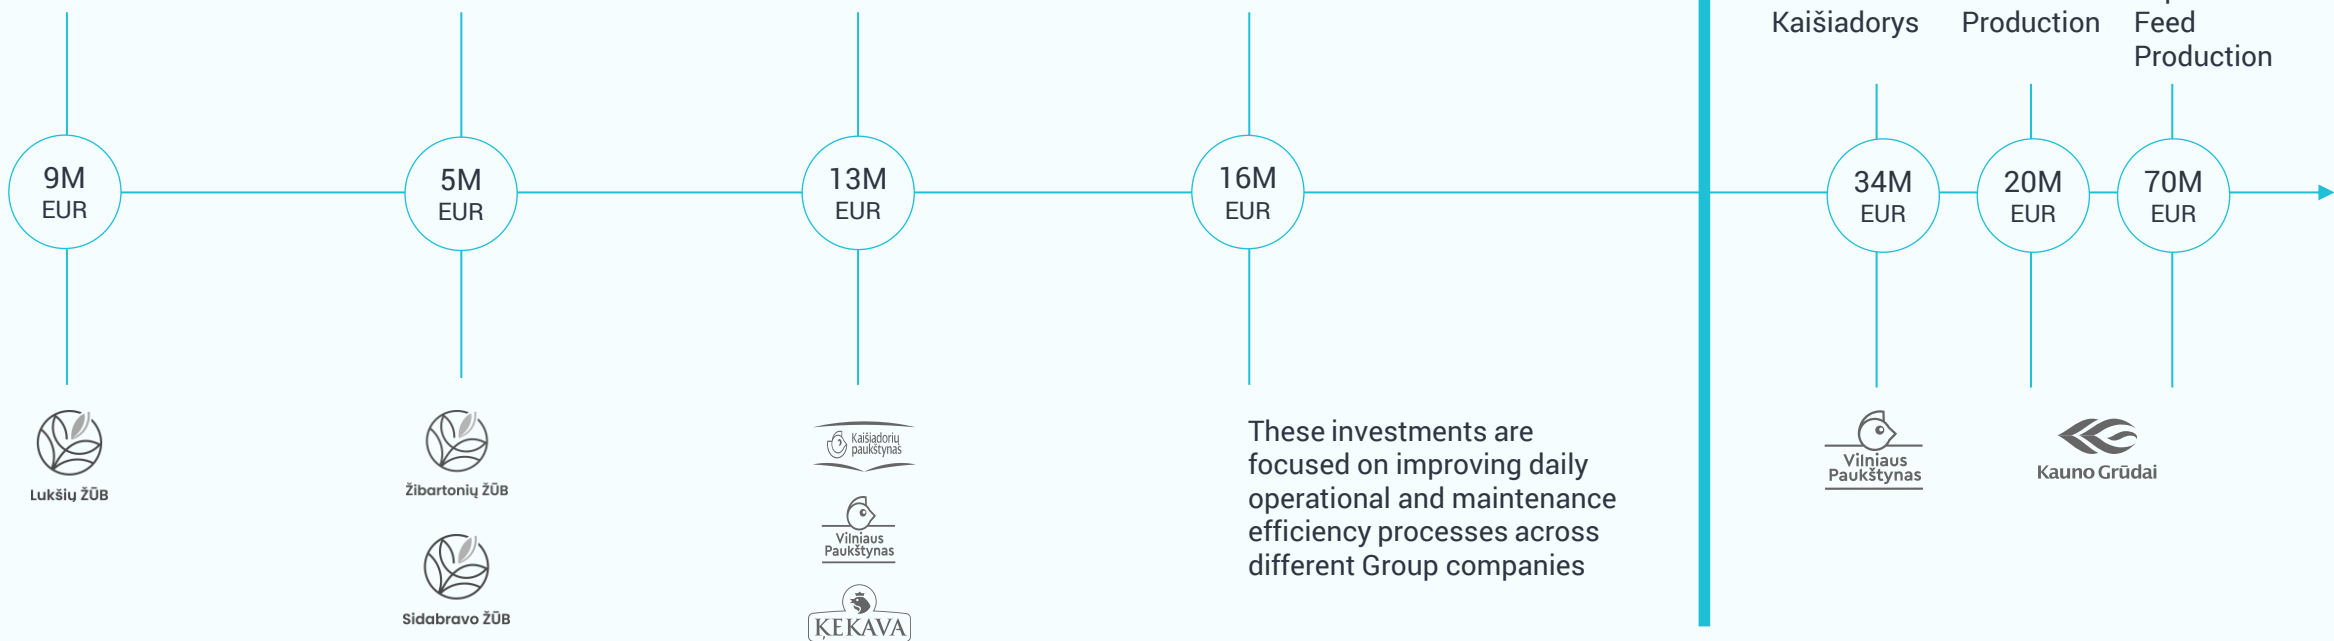 Kaišiadorys
Production
Feed
Production
9M
EUR
5M
EUR
13M
EUR
16M
EUR
34M
EUR
20M
EUR
70M
EUR
Lukšių ŽŪB
Žibartonių ŽŪB
Sidabravo ŽŪB
Kaišiadorių
paukštynas
Vilniaus
Paukštynas
ĶEKAVA
These investments are
focused on improving daily
operational and maintenance
efficiency processes across
different Group companies
Vilniaus
Paukštynas
Kauno Grūdai